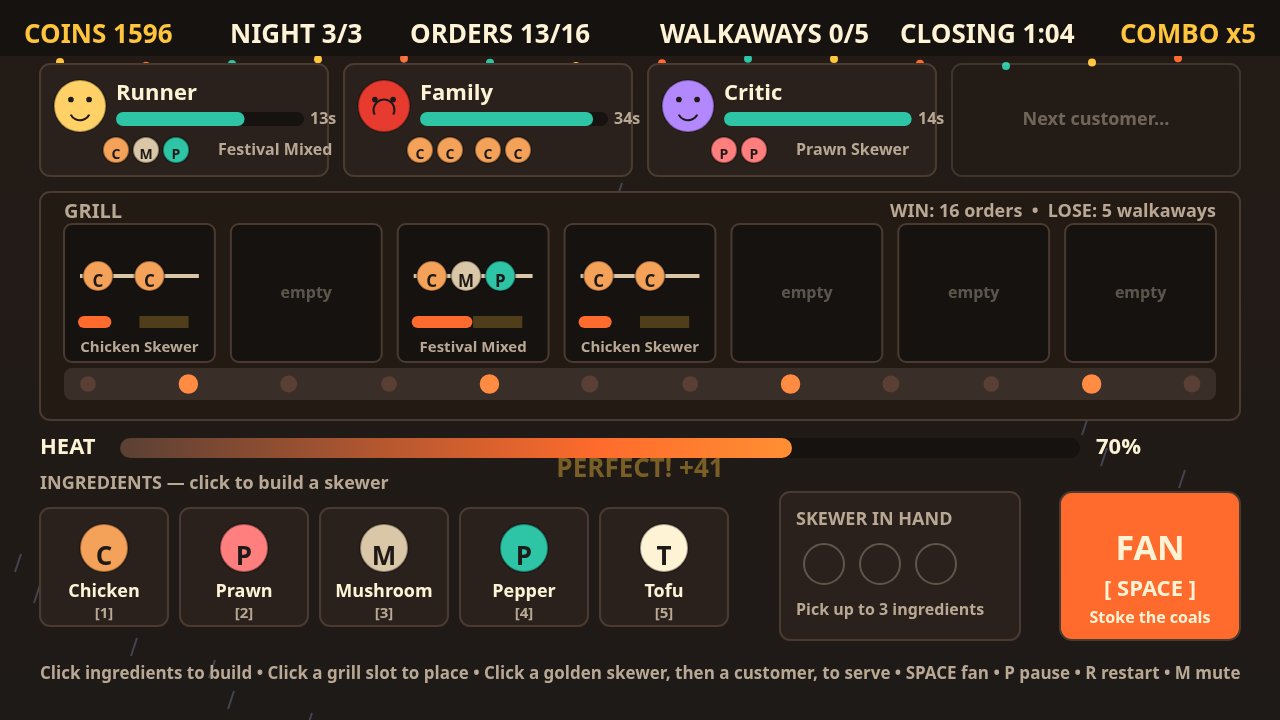 COINS 1596 NIGHT 3/3 ORDERS 13/16 WALKAWAYS 0/5 CLOSING 1:04 COMBO x5
Runner
13s
C M P Festival Mixed
Family
34s
C C C C
Critic
14s
P P Prawn Skewer
Next customer...
GRILL
WIN: 16 orders • LOSE: 5 walkaways
C C
Chicken Skewer
empty
C M P
Festival Mixed
C C
Chicken Skewer
empty
empty
empty
HEAT
70%
PERFECT! +41
INGREDIENTS — click to build a skewer
C
Chicken
[1]
P
Prawn
[2]
M
Mushroom
[3]
P
Pepper
[4]
T
Tofu
[5]
SKEWER IN HAND
Pick up to 3 ingredients
FAN
[ SPACE ]
Stoke the coals
Click ingredients to build • Click a grill slot to place • Click a golden skewer, then a customer, to serve • SPACE fan • P pause • R restart • M mute